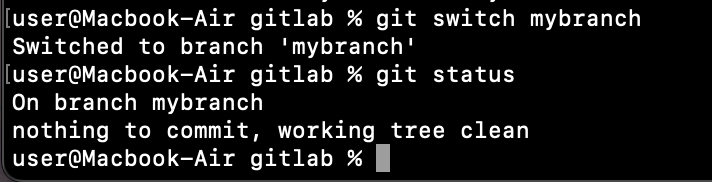 [user@Macbook-Air gitlab % git switch mybranch
Switched to branch 'mybranch'
[user@Macbook-Air gitlab % git status
On branch mybranch
nothing to commit, working tree clean
user@Macbook-Air gitlab %